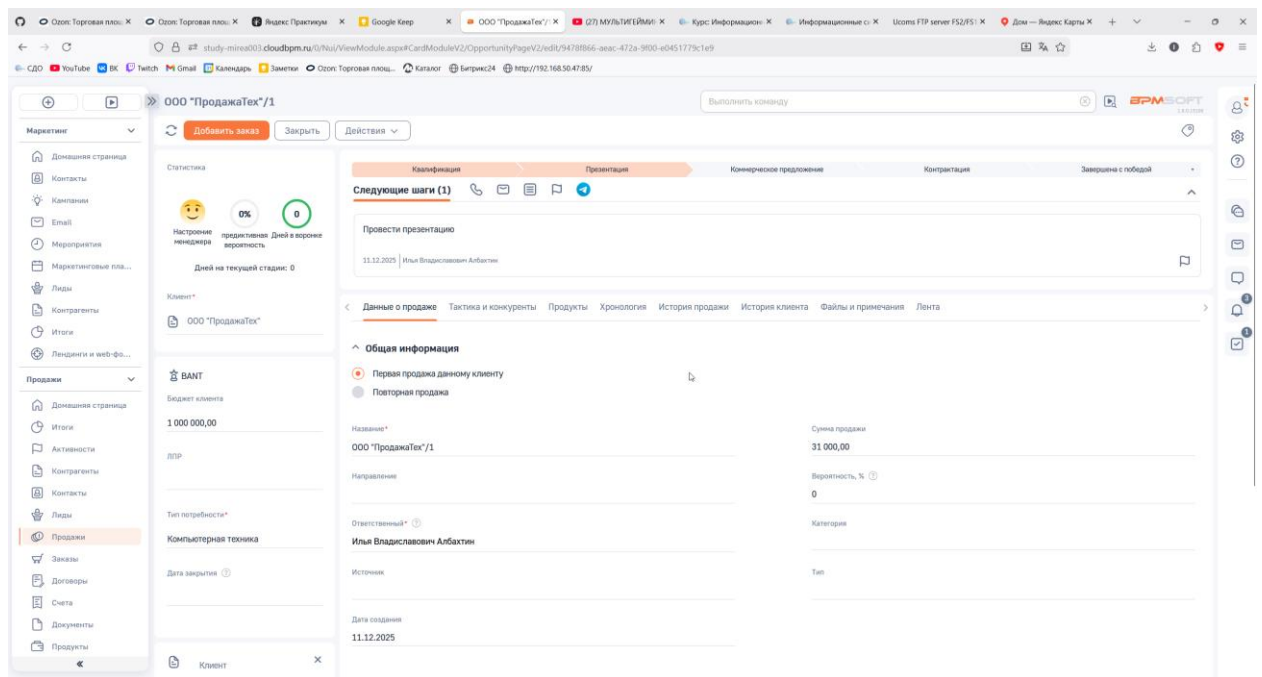 Ozon: Торговая площ
Ozon: Торговая площ
Яндекс Практикум
Google Keep
ООО "ПродажаТех"/
(27) МУЛЬТИГЕЙМИ
Курс: Информацион
Информационные с
Ucoms FTP server FS2/FS1
Дом — Яндекс Карты
study-mirea003.cloudbpm.ru/0/Nui/ViewModule.aspx#CardModuleV2/OpportunityPageV2/edit/9478f866-aeac-472a-9f00-e0451779c1e9
СДО YouTube ВК Twitch Gmail Календарь Заметки Ozon: Торговая площ... Каталог Битрикс24 http://192.168.50.47:85/
ООО "ПродажаТех"/1
Выполнить команду
BPMSOFT
Маркетинг
Добавить заказ
Закрыть
Действия
Домашняя страница
Контакты
Кампании
Email
Мероприятия
Маркетинговые пла...
Лиды
Контрагенты
Итоги
Лендинги и web-фо...
Продажи
Домашняя страница
Итоги
Активности
Контрагенты
Контакты
Лиды
Продажи
Заказы
Договоры
Счета
Документы
Продукты
Статистика
0%
0
Настроение менеджера
предиктивная вероятность
Дней в воронке
Дней на текущей стадии: 0
Клиент*
ООО "ПродажаТех"
BANT
Бюджет клиента
1 000 000,00
ЛПР
Тип потребности*
Компьютерная техника
Дата закрытия
Клиент
Квалификация
Презентация
Коммерческое предложение
Контрактация
Завершена с победой
Следующие шаги (1)
Провести презентацию
11.12.2025 Илья Владиславович Албахтин
Данные о продаже Тактика и конкуренты Продукты Хронология История продажи История клиента Файлы и примечания Лента
Общая информация
Первая продажа данному клиенту
Повторная продажа
Название*
ООО "ПродажаТех"/1
Сумма продажи
31 000,00
Направление
Вероятность, %
0
Ответственный*
Илья Владиславович Албахтин
Категория
Источник
Тип
Дата создания
11.12.2025
3
1